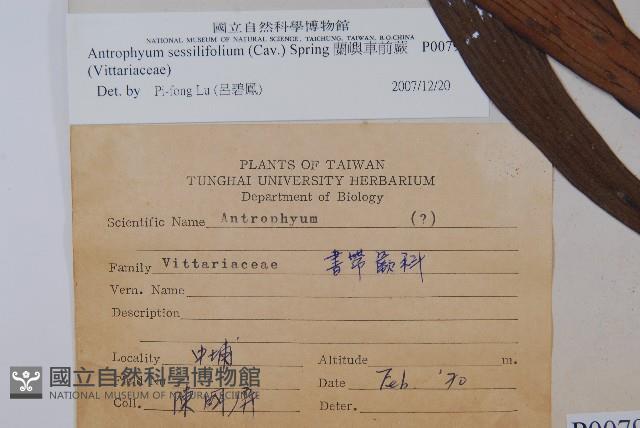 國立自然科學博物館
NATIONAL MUSEUM OF NATURAL SCIENCE, TAICHUNG, TAIWAN, R.O.CHINA
Antrophyum sessilifolium (Cav.) Spring 蘭嶼車前蕨 P0079
(Vittariaceae)
Det. by Pi-fong Lu (呂碧鳳) 2007/12/20
PLANTS OF TAIWAN
TUNGHAI UNIVERSITY HERBARIUM
Department of Biology
Scientific Name Antrophyum (?)
Family Vittariaceae 書帶蕨科
Vern. Name
Description
Locality 中埔 Altitude m.
Date Feb '70
Coll. Deter.
國立自然科學博物館
NATIONAL MUSEUM OF NATURAL SCIENCE
P0079